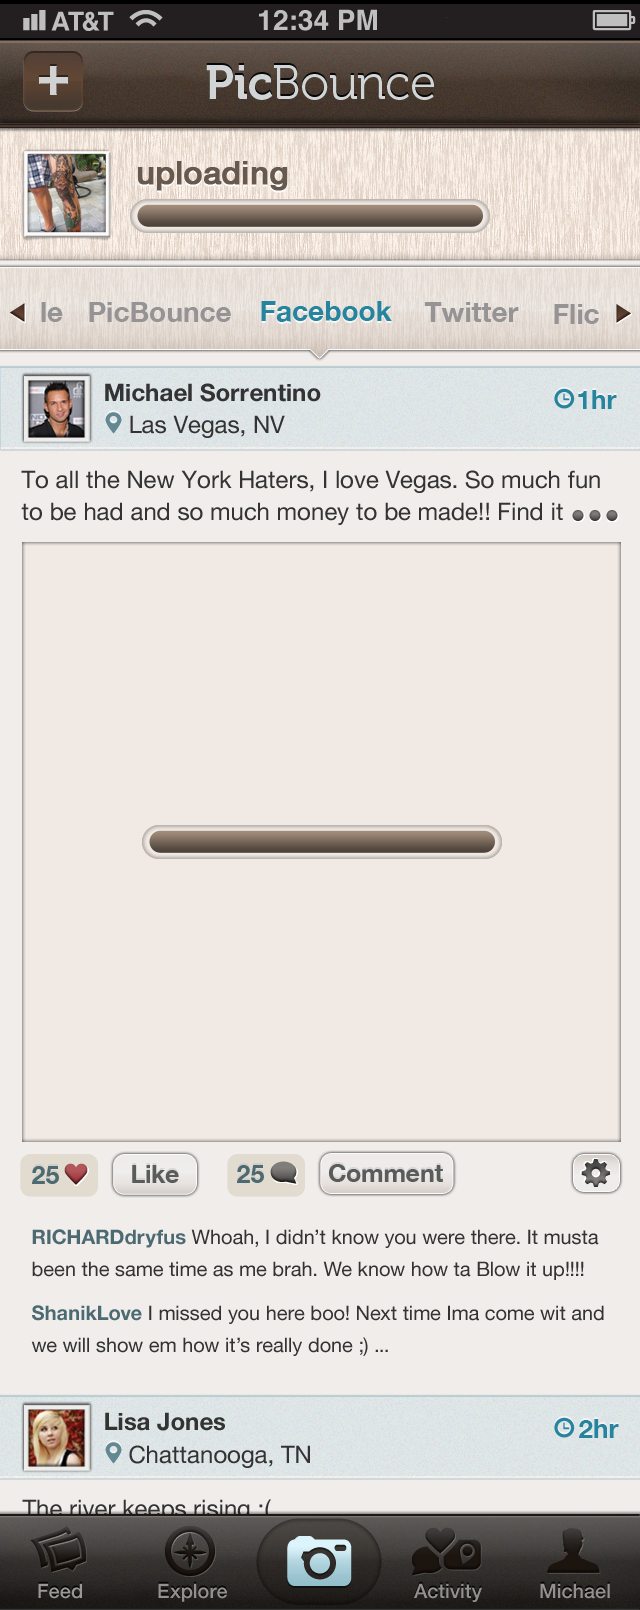 AT&T 12:34 PM
PicBounce
uploading
le PicBounce Facebook Twitter Flic
Michael Sorrentino
1hr
Las Vegas, NV
To all the New York Haters, I love Vegas. So much fun
to be had and so much money to be made!! Find it
25 Like 25 Comment
RICHARDdryfus Whoah, I didn’t know you were there. It musta
been the same time as me brah. We know how ta Blow it up!!!!
ShanikLove I missed you here boo! Next time Ima come wit and
we will show em how it’s really done ;) ...
Lisa Jones
2hr
Chattanooga, TN
The river keeps rising :(
Feed Explore Activity Michael